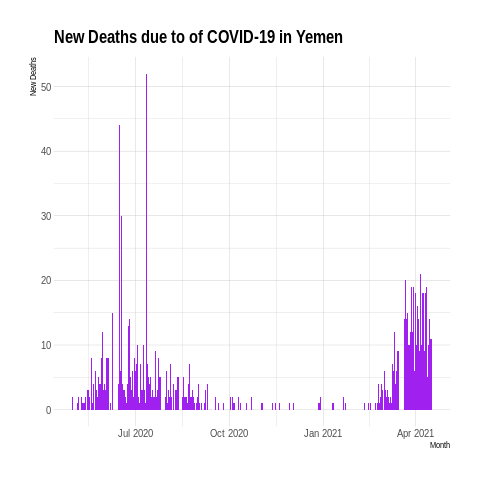 New Deaths due to of COVID-19 in Yemen
New Deaths
50
40
30
20
10
0
Jul 2020 Oct 2020 Jan 2021 Apr 2021
Month